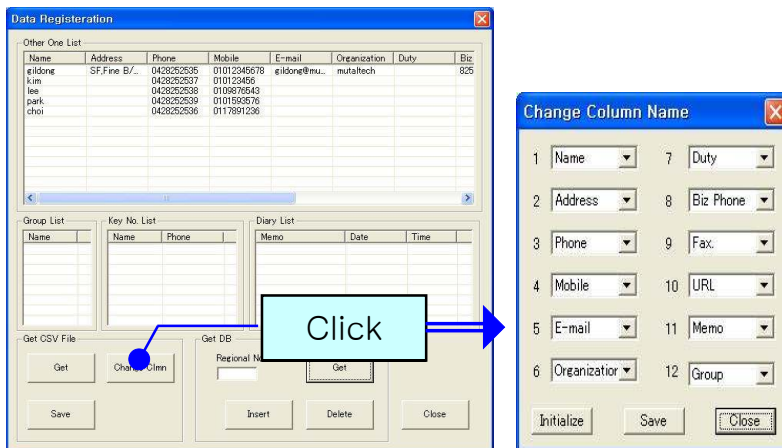 Data Registeration
Other One List
Name Address Phone Mobile E-mail Organization Duty Biz
gildong SF,Fine B/... 0428252535 01012345678 gildong@mu... mutaltech 825
kim 0428252537 010123456
lee 0428252538 0109876543
park 0428252539 0101593576
choi 0428252536 0117891236
Group List Key No. List Diary List
Name Name Phone Memo Date Time
Get CSV File Get DB
Regional
Get Clmn Get
Save Insert Delete Close
Click
Change Column Name
1 Name 7 Duty
2 Address 8 Biz Phone
3 Phone 9 Fax.
4 Mobile 10 URL
5 E-mail 11 Memo
6 Organization 12 Group
Initialize Save Close